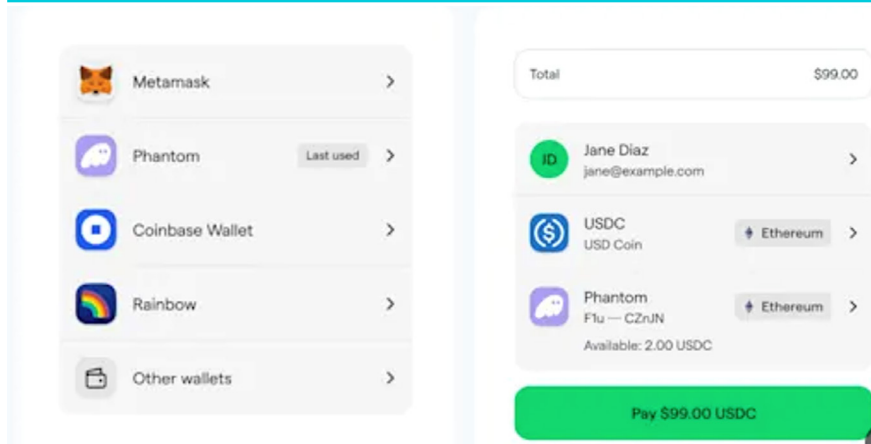 Metamask
Phantom
Last used
Coinbase Wallet
Rainbow
Other wallets
Total
$99.00
JD
Jane Diaz
jane@example.com
USDC
USD Coin
Ethereum
Phantom
F1u — CZnJN
Ethereum
Available: 2.00 USDC
Pay $99.00 USDC